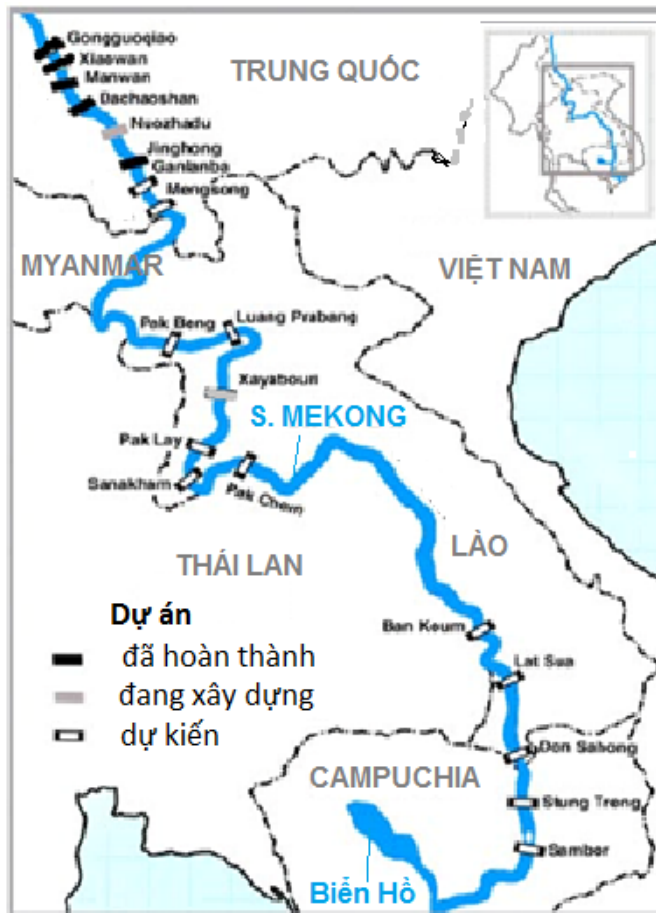 Gongguoqiao
Xiaowan
Manwan
Dachaoshan
TRUNG QUỐC
Nuozhadu
Jinghong
Ganlanba
Mengsong
MYANMAR
VIỆT NAM
Pak Beng
Luang Prabang
Xayabouri
S. MEKONG
Pak Lay
Sanakham
Pak Chom
LÀO
THÁI LAN
Ban Koum
Lat Sua
Dự án
đã hoàn thành
đang xây dựng
dự kiến
Don Sahong
CAMPUCHIA
Stung Treng
Sambor
Biển Hồ